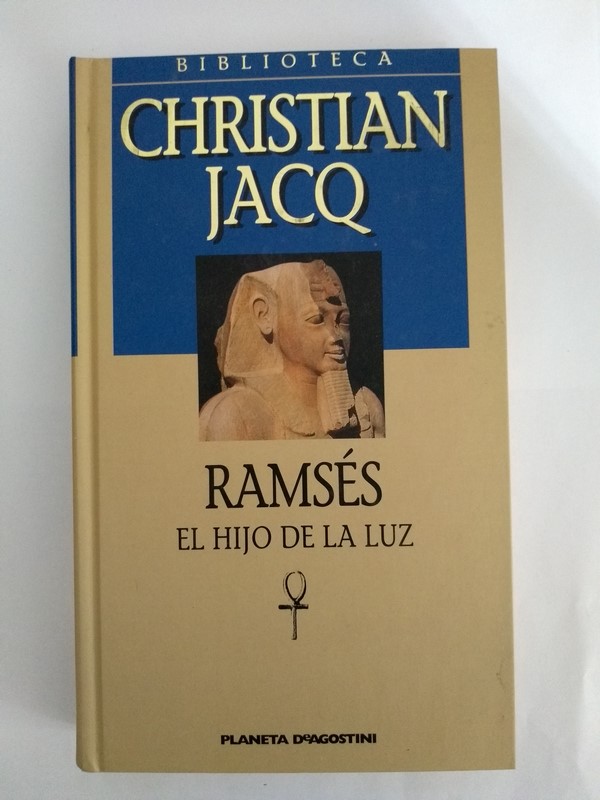 BIBLIOTECA
CHRISTIAN
JACQ
RAMSÉS
EL HIJO DE LA LUZ
PLANETA DeAGOSTINI